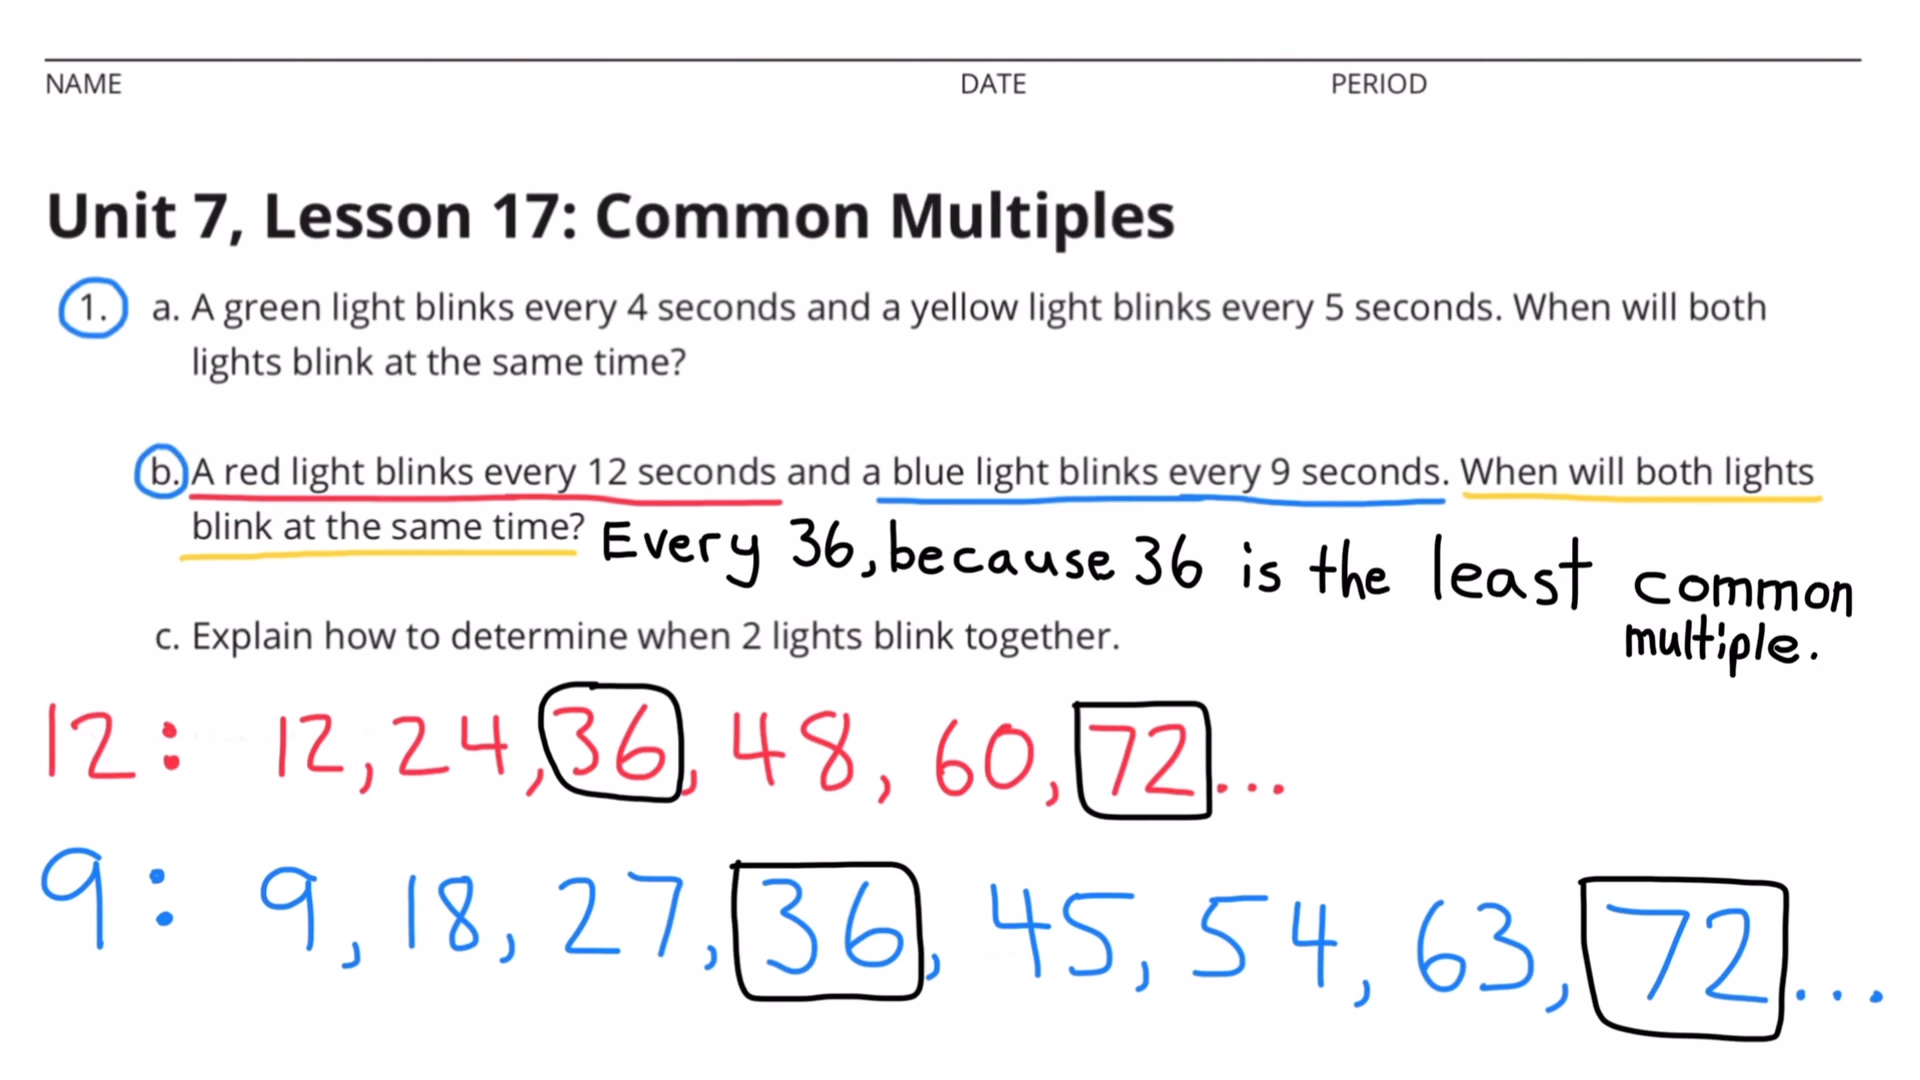 NAME DATE PERIOD
Unit 7, Lesson 17: Common Multiples
1. a. A green light blinks every 4 seconds and a yellow light blinks every 5 seconds. When will both
lights blink at the same time?
b. A red light blinks every 12 seconds and a blue light blinks every 9 seconds. When will both lights
blink at the same time? Every 36, because 36 is the least common
multiple.
c. Explain how to determine when 2 lights blink together.
12: 12, 24, 36, 48, 60, 72...
9: 9, 18, 27, 36, 45, 54, 63, 72...